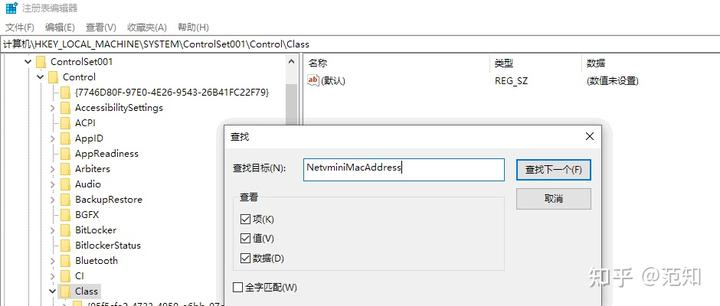 注册表编辑器
文件(F) 编辑(E) 查看(V) 收藏夹(A) 帮助(H)
计算机\HKEY_LOCAL_MACHINE\SYSTEM\ControlSet001\Control\Class
ControlSet001
Control
{7746D80F-97E0-4E26-9543-26B41FC22F79}
AccessibilitySettings
ACPI
AppID
AppReadiness
Arbiters
Audio
BackupRestore
BGFX
BitLocker
BitlockerStatus
Bluetooth
CI
Class
名称 类型 数据
(默认) REG_SZ (数值未设置)
查找
查找目标(N): NetvminiMacAddress 查找下一个(F)
取消
查看
项(K)
值(V)
数据(D)
全字匹配(W)
知乎 @范知